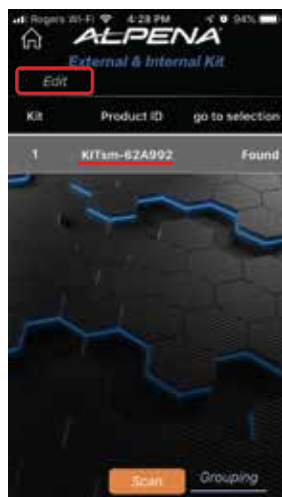 Rogers Wi-Fi 4:28 PM 94%
ALPENA
External & Internal Kit
Edit
Kit Product ID go to selection
1 KITsm-62A992 Found
Scan Grouping